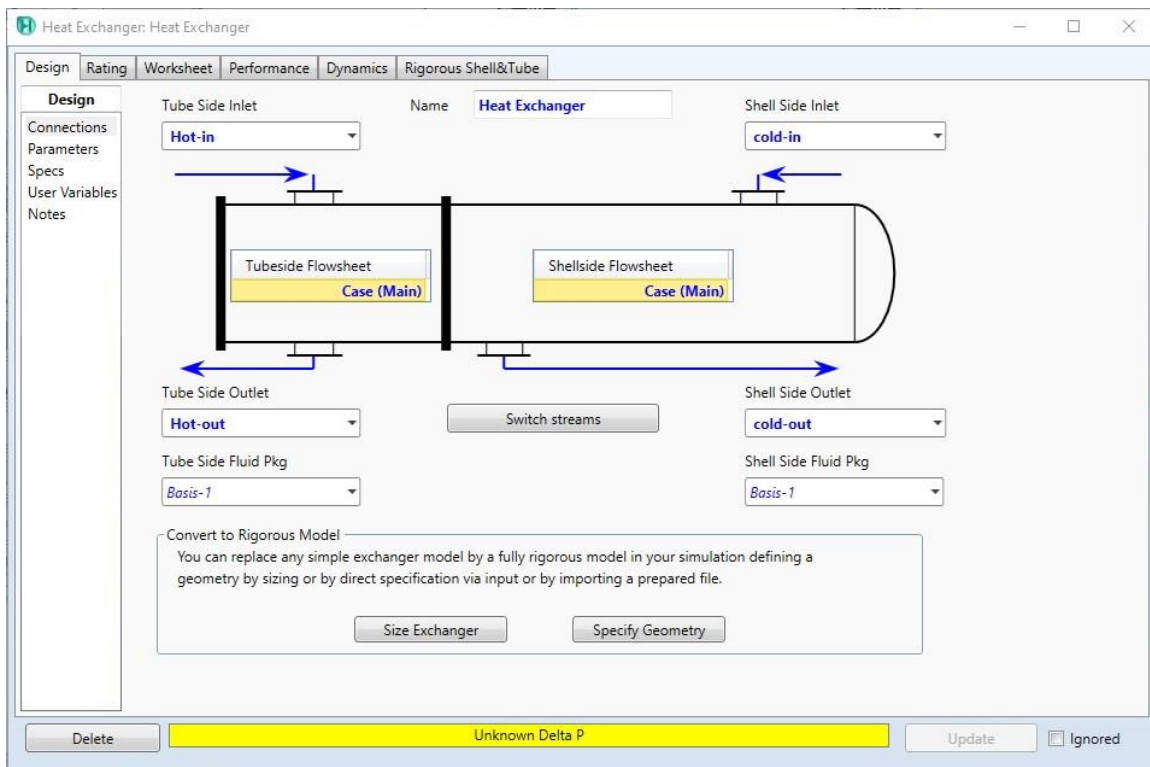 Heat Exchanger: Heat Exchanger
Design Rating Worksheet Performance Dynamics Rigorous Shell&Tube
Design
Connections
Parameters
Specs
User Variables
Notes
Tube Side Inlet
Hot-in
Name Heat Exchanger
Shell Side Inlet
cold-in
Tubeside Flowsheet
Case (Main)
Shellside Flowsheet
Case (Main)
Tube Side Outlet
Hot-out
Switch streams
Shell Side Outlet
cold-out
Tube Side Fluid Pkg
Basis-1
Shell Side Fluid Pkg
Basis-1
Convert to Rigorous Model
You can replace any simple exchanger model by a fully rigorous model in your simulation defining a
geometry by sizing or by direct specification via input or by importing a prepared file.
Size Exchanger Specify Geometry
Delete Unknown Delta P Update Ignored